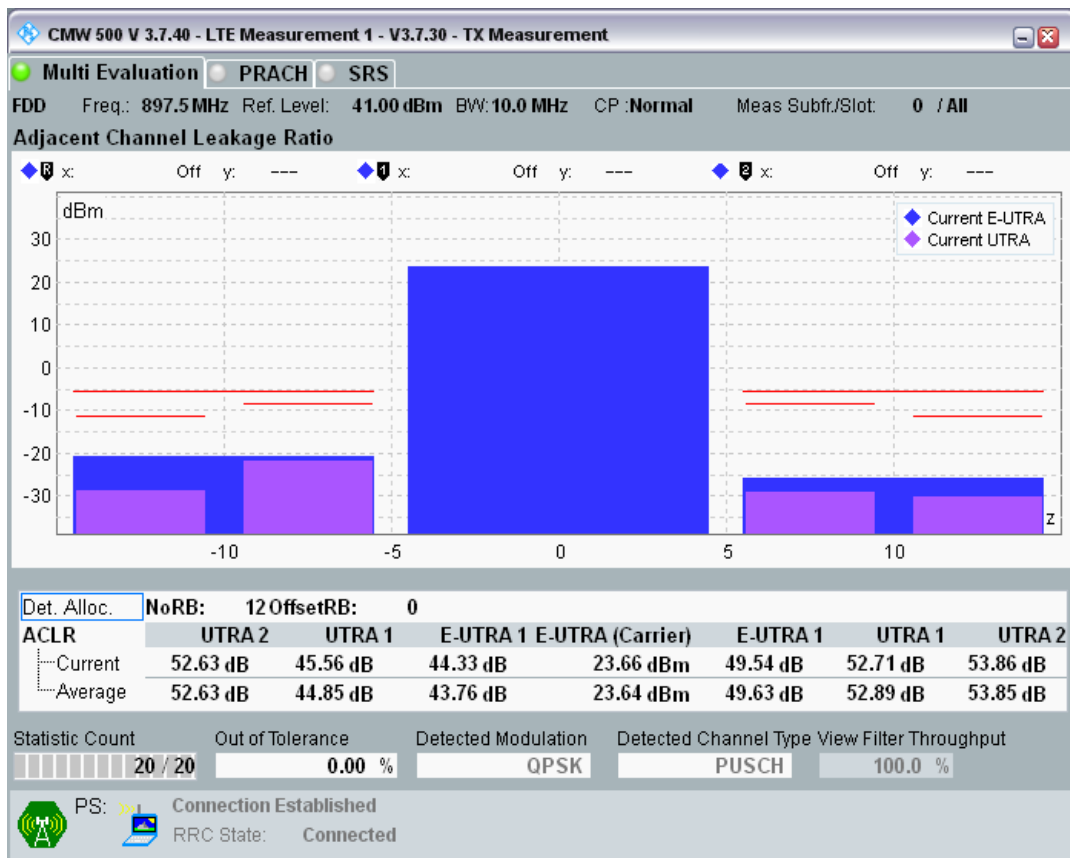 CMW 500 V 3.7.40 - LTE Measurement 1 - V3.7.30 - TX Measurement
Multi Evaluation PRACH SRS
FDD Freq.: 897.5 MHz Ref. Level: 41.00 dBm BW: 10.0 MHz CP :Normal Meas Subfr./Slot: 0 / All
Adjacent Channel Leakage Ratio
R x: Off y: --- 1 x: Off y: --- 2 x: Off y: ---
dBm
Current E-UTRA
Current UTRA
30
20
10
0
-10
-20
-30
z
-10 -5 0 5 10
Det. Alloc. NoRB: 12 OffsetRB: 0
ACLR UTRA 2 UTRA 1 E-UTRA 1 E-UTRA (Carrier) E-UTRA 1 UTRA 1 UTRA 2
Current 52.63 dB 45.56 dB 44.33 dB 23.66 dBm 49.54 dB 52.71 dB 53.86 dB
Average 52.63 dB 44.85 dB 43.76 dB 23.64 dBm 49.63 dB 52.89 dB 53.85 dB
Statistic Count Out of Tolerance Detected Modulation Detected Channel Type View Filter Throughput
20 / 20 0.00 % QPSK PUSCH 100.0 %
PS: Connection Established
RRC State: Connected